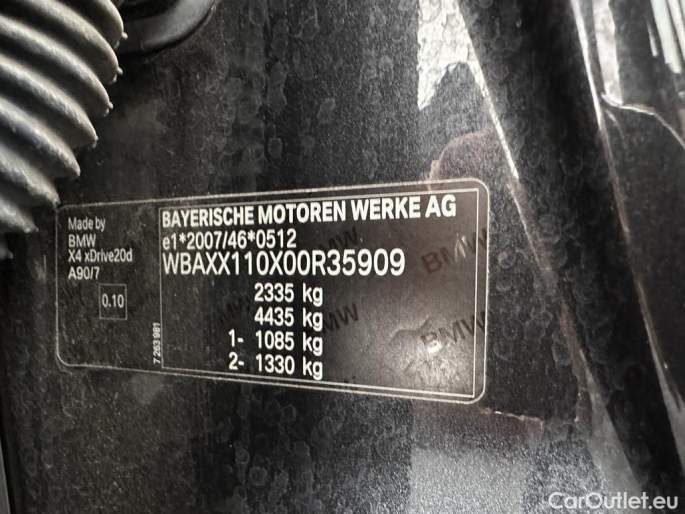 Made by
BMW
X4 xDrive20d
A90/7
0.10
7 263 981
BAYERISCHE MOTOREN WERKE AG
e1*2007/46*0512
WBAXX110X00R35909
2335 kg
4435 kg
1- 1085 kg
2- 1330 kg
BMW
BMW
BMW
CarOutlet.eu